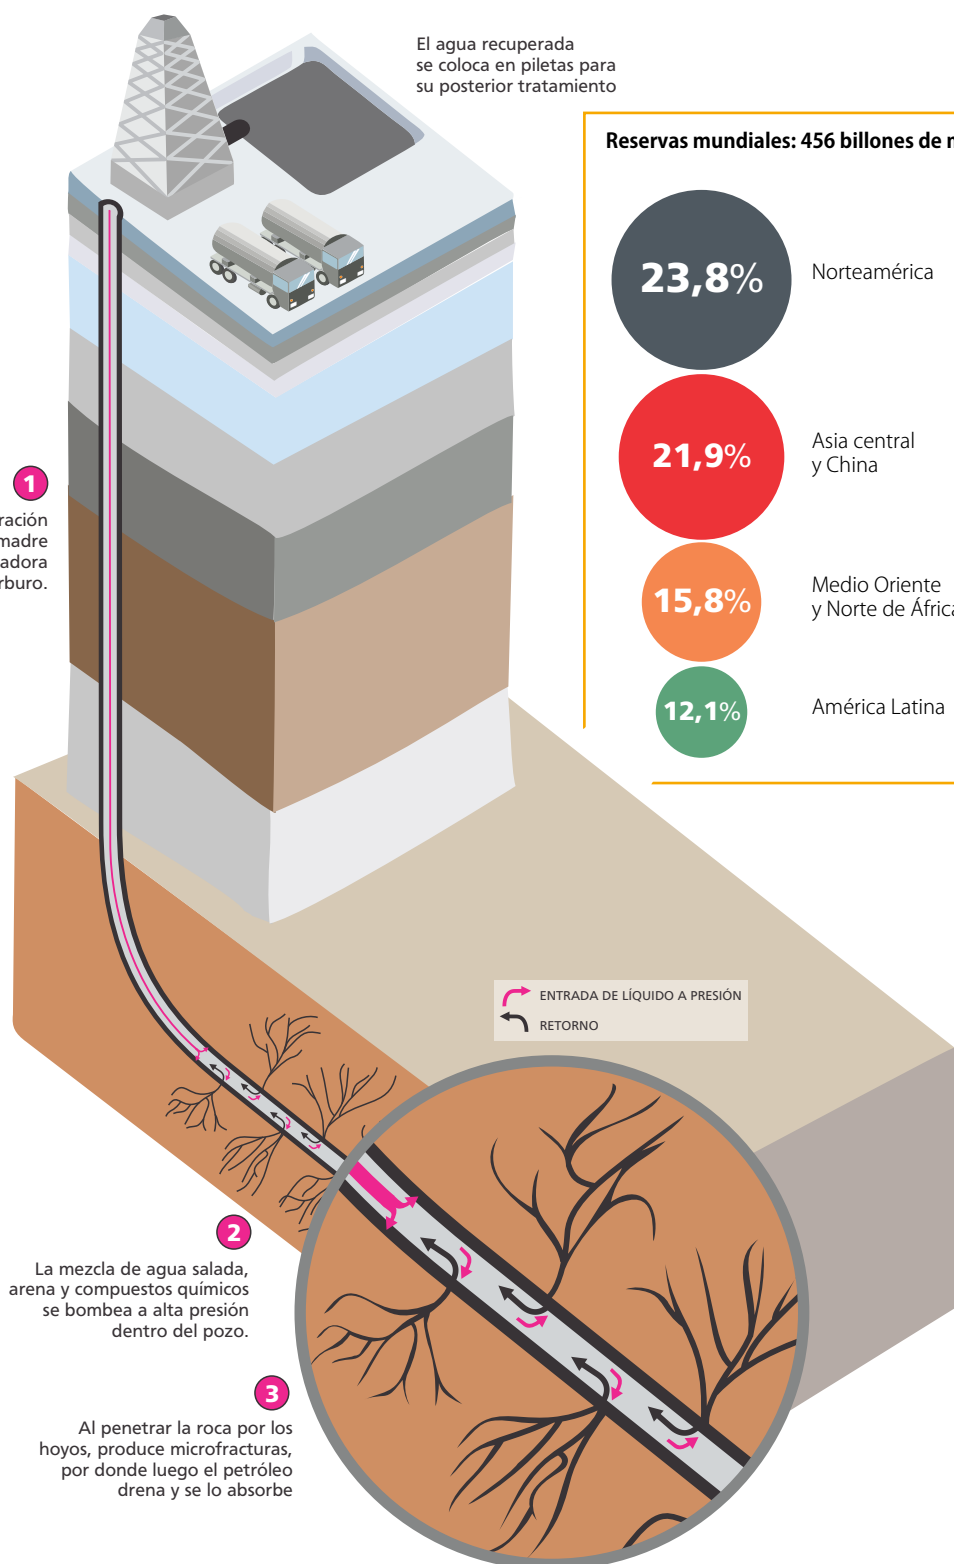 El agua recuperada
se coloca en piletas para
su posterior tratamiento
Reservas mundiales: 456 billones de
23,8%
Norteamérica
21,9%
Asia central
y China
15,8%
Medio Oriente
y Norte de África
12,1%
América Latina
1
madre
ENTRADA DE LÍQUIDO A PRESIÓN
RETORNO
2
La mezcla de agua salada,
arena y compuestos químicos
se bombea a alta presión
dentro del pozo.
3
Al penetrar la roca por los
hoyos, produce microfracturas,
por donde luego el petróleo
drena y se lo absorbe